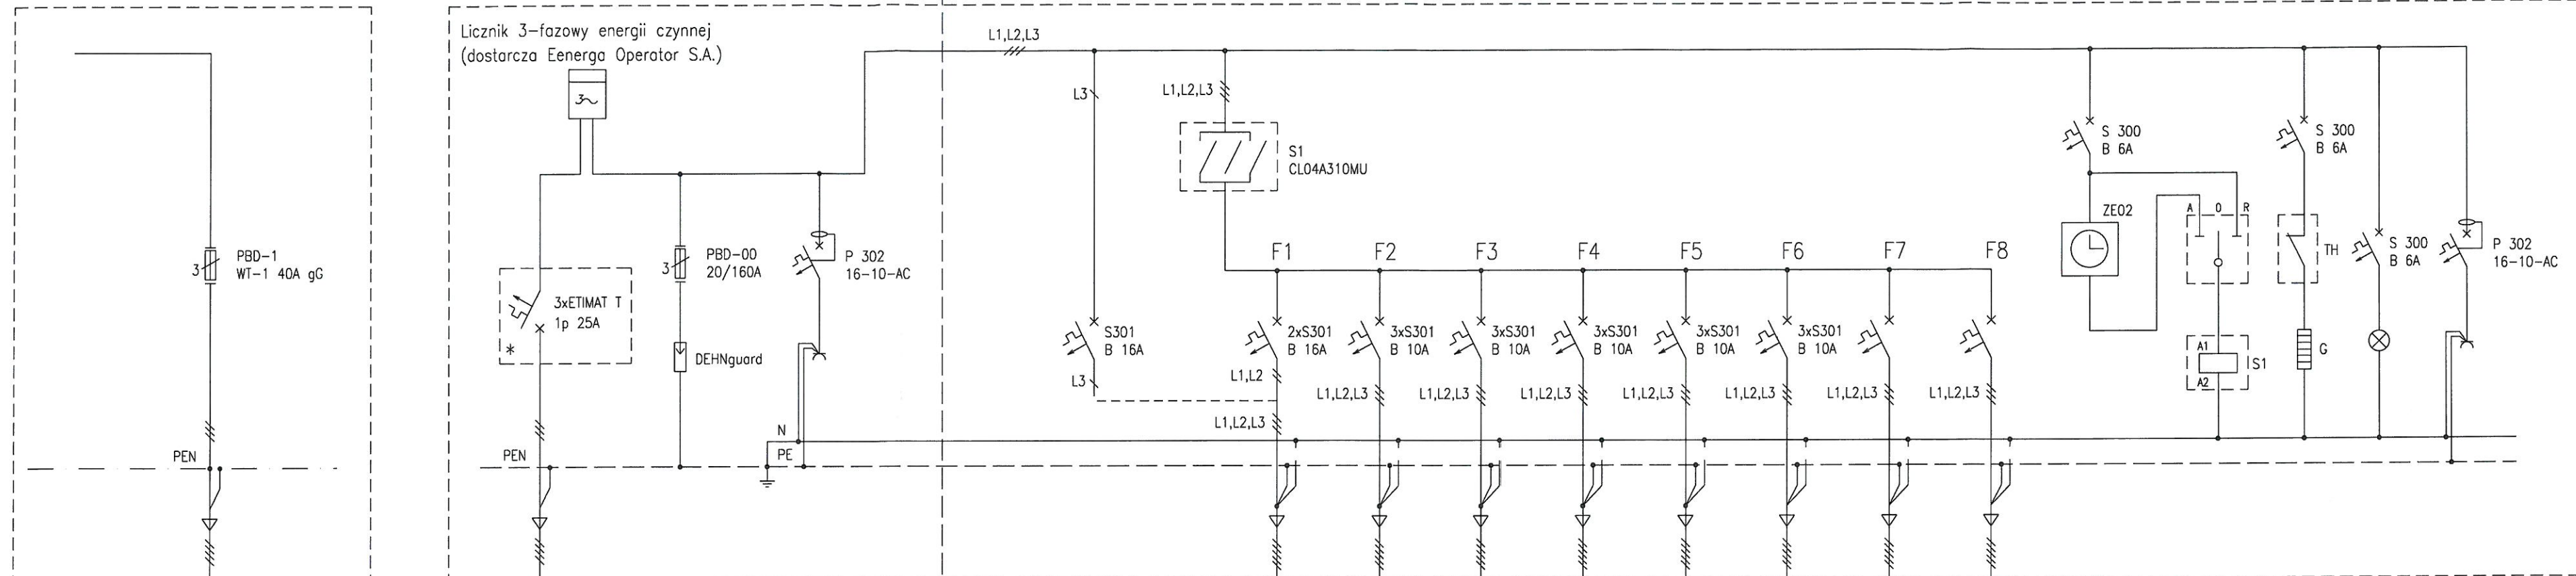 Licznik 3-fazowy energii czynnej
(dostarcza Eenerga Operator S.A.)
3~
L1,L2,L3
L3
L1,L2,L3
S1
CL04A310MU
S 300
B 6A
S 300
B 6A
ZE02
A 0 R
TH
S 300
B 6A
P 302
16-10-AC
3
PBD-1
WT-1 40A gG
3xETIMAT T
1p 25A
*
3
PBD-00
20/160A
P 302
16-10-AC
DEHNguard
F1 F2 F3 F4 F5 F6 F7 F8
S301
B 16A
2xS301
B 16A
3xS301
B 10A
3xS301
B 10A
3xS301
B 10A
3xS301
B 10A
3xS301
B 10A
A1
A2
S1
G
L3
L1,L2
L1,L2,L3
L1,L2,L3
L1,L2,L3
L1,L2,L3
L1,L2,L3
L1,L2,L3
L1,L2,L3
L1,L2,L3
PEN
PEN
N
PE